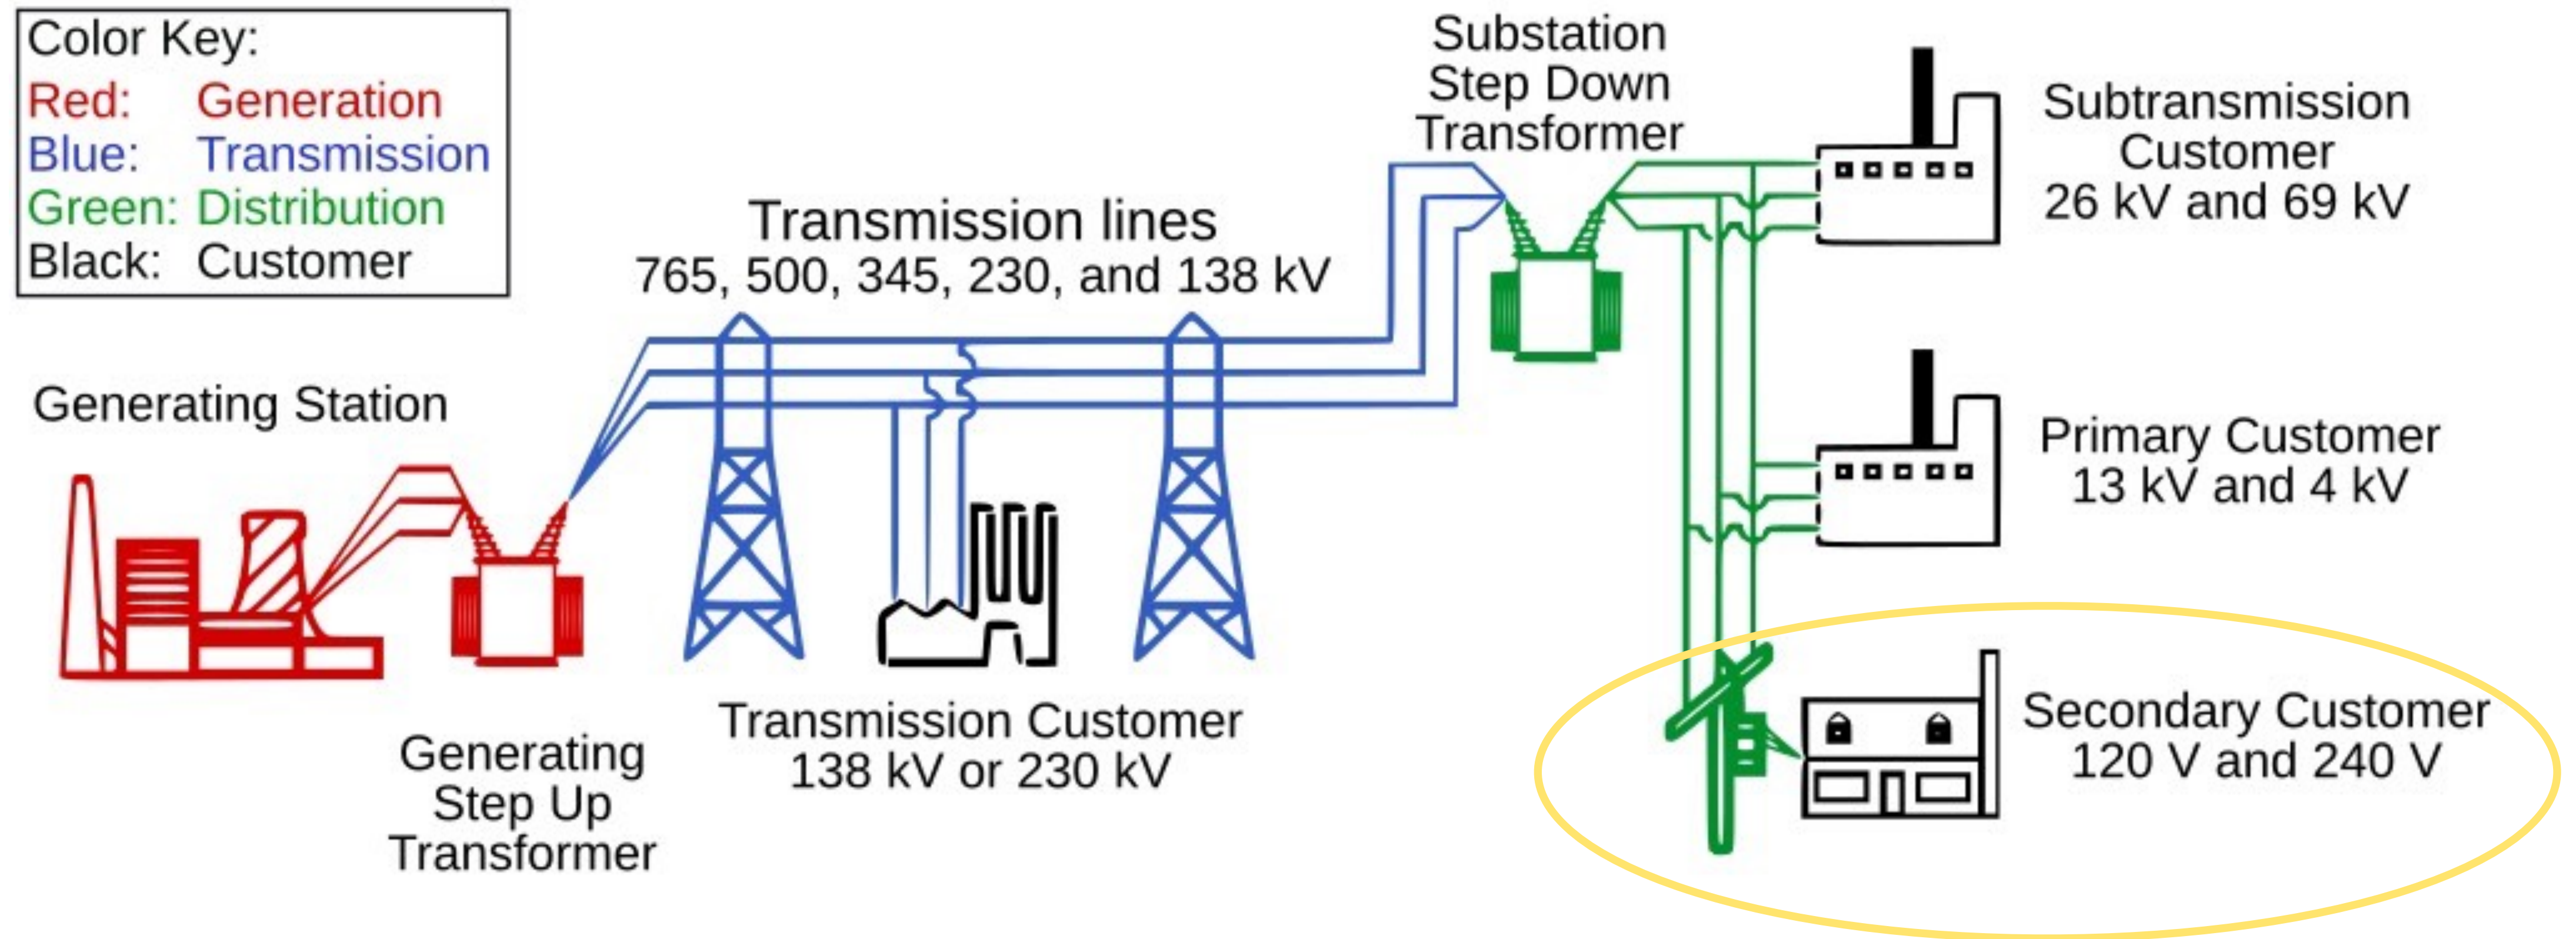 Color Key:
Red: Generation
Blue: Transmission
Green: Distribution
Black: Customer
Generating Station
Generating
Step Up
Transformer
Transmission lines
765, 500, 345, 230, and 138 kV
Transmission Customer
138 kV or 230 kV
Substation
Step Down
Transformer
Subtransmission
Customer
26 kV and 69 kV
Primary Customer
13 kV and 4 kV
Secondary Customer
120 V and 240 V